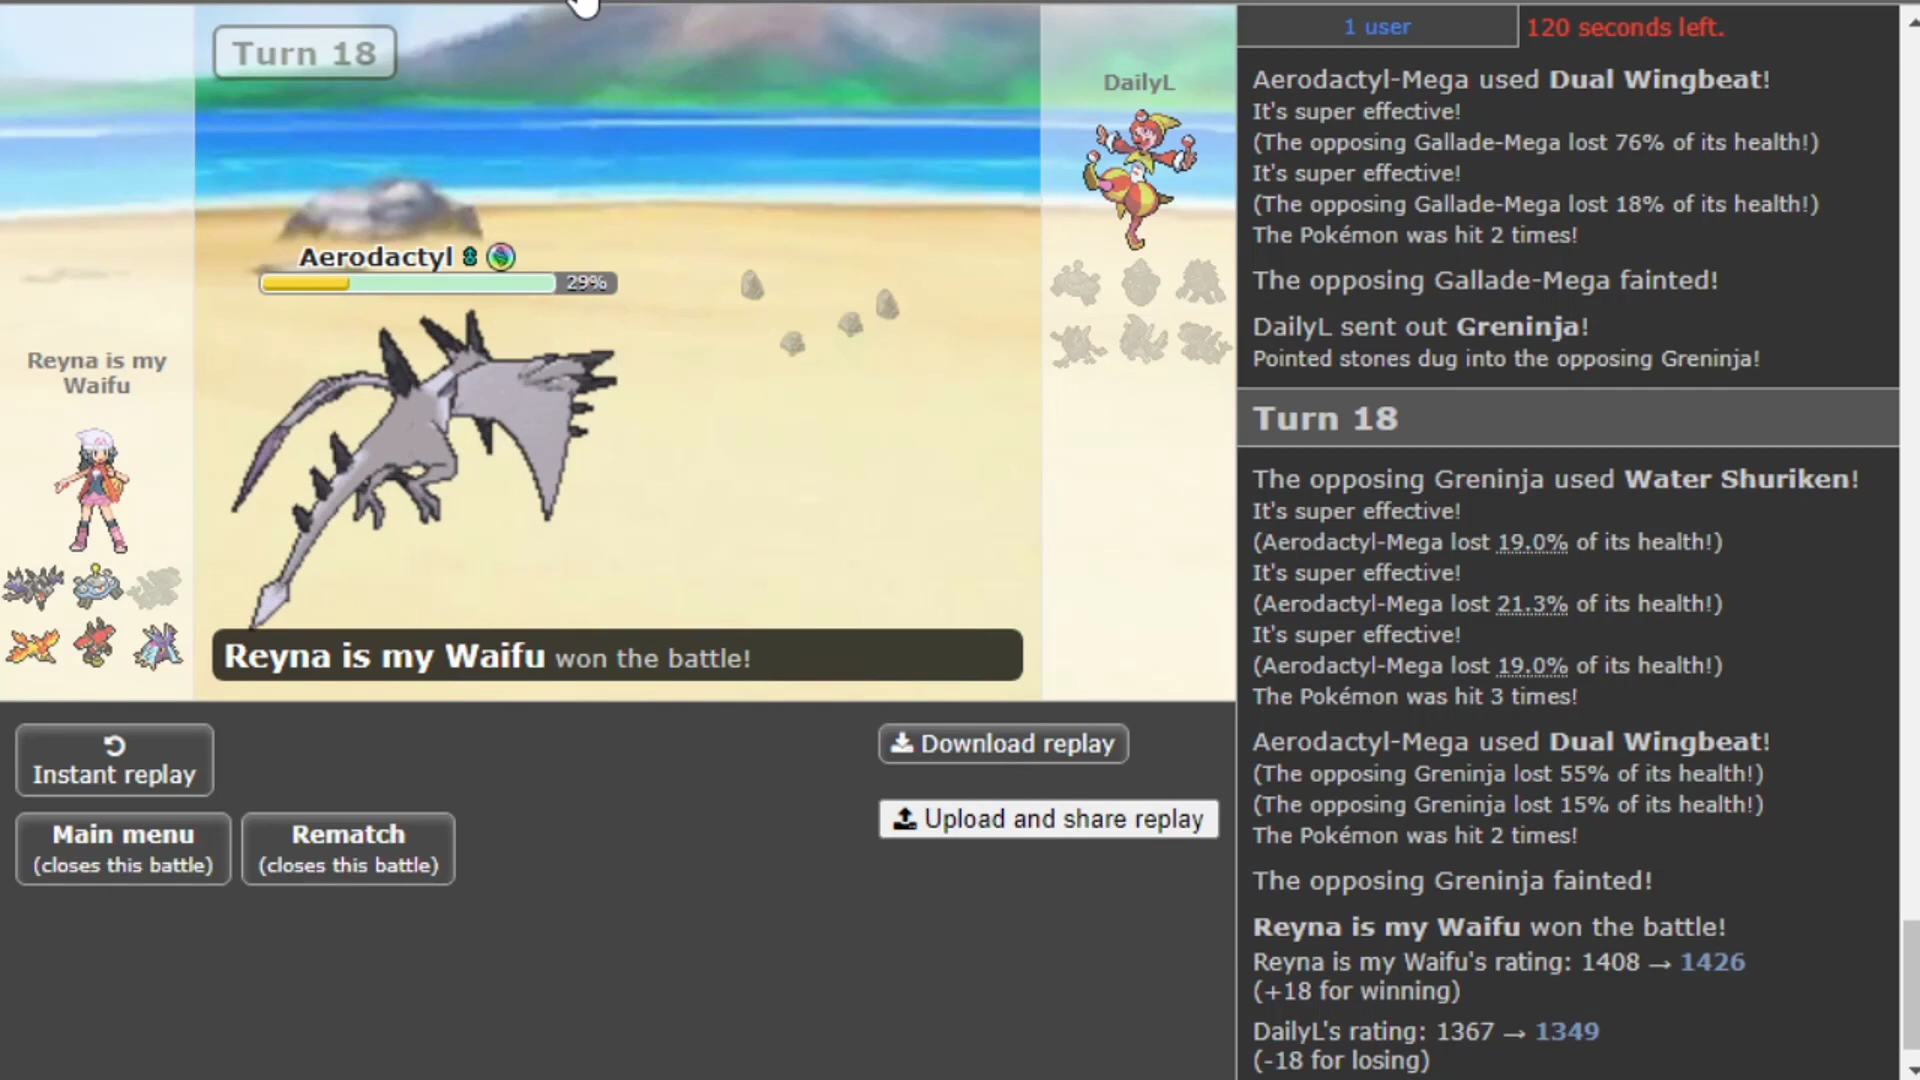 Turn 18
DailyL
Aerodactyl
29%
Reyna is my
Waifu
Reyna is my Waifu won the battle!
Instant replay
Main menu
(closes this battle)
Rematch
(closes this battle)
Download replay
Upload and share replay
1 user
120 seconds left.
Aerodactyl-Mega used Dual Wingbeat!
It's super effective!
(The opposing Gallade-Mega lost 76% of its health!)
It's super effective!
(The opposing Gallade-Mega lost 18% of its health!)
The Pokémon was hit 2 times!
The opposing Gallade-Mega fainted!
DailyL sent out Greninja!
Pointed stones dug into the opposing Greninja!
Turn 18
The opposing Greninja used Water Shuriken!
It's super effective!
(Aerodactyl-Mega lost 19.0% of its health!)
It's super effective!
(Aerodactyl-Mega lost 21.3% of its health!)
It's super effective!
(Aerodactyl-Mega lost 19.0% of its health!)
The Pokémon was hit 3 times!
Aerodactyl-Mega used Dual Wingbeat!
(The opposing Greninja lost 55% of its health!)
(The opposing Greninja lost 15% of its health!)
The Pokémon was hit 2 times!
The opposing Greninja fainted!
Reyna is my Waifu won the battle!
Reyna is my Waifu's rating: 1408 → 1426
(+18 for winning)
DailyL's rating: 1367 → 1349
(-18 for losing)